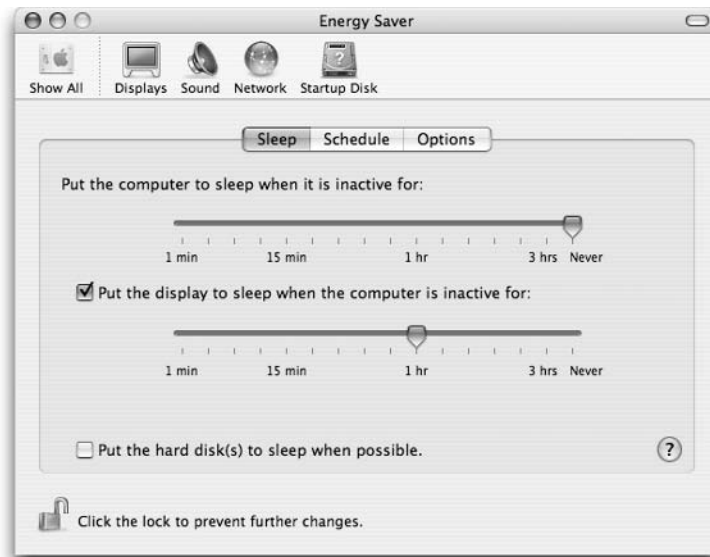 Energy Saver
Show All Displays Sound Network Startup Disk
Sleep Schedule Options
Put the computer to sleep when it is inactive for:
1 min 15 min 1 hr 3 hrs Never
Put the display to sleep when the computer is inactive for:
1 min 15 min 1 hr 3 hrs Never
Put the hard disk(s) to sleep when possible.
?
Click the lock to prevent further changes.